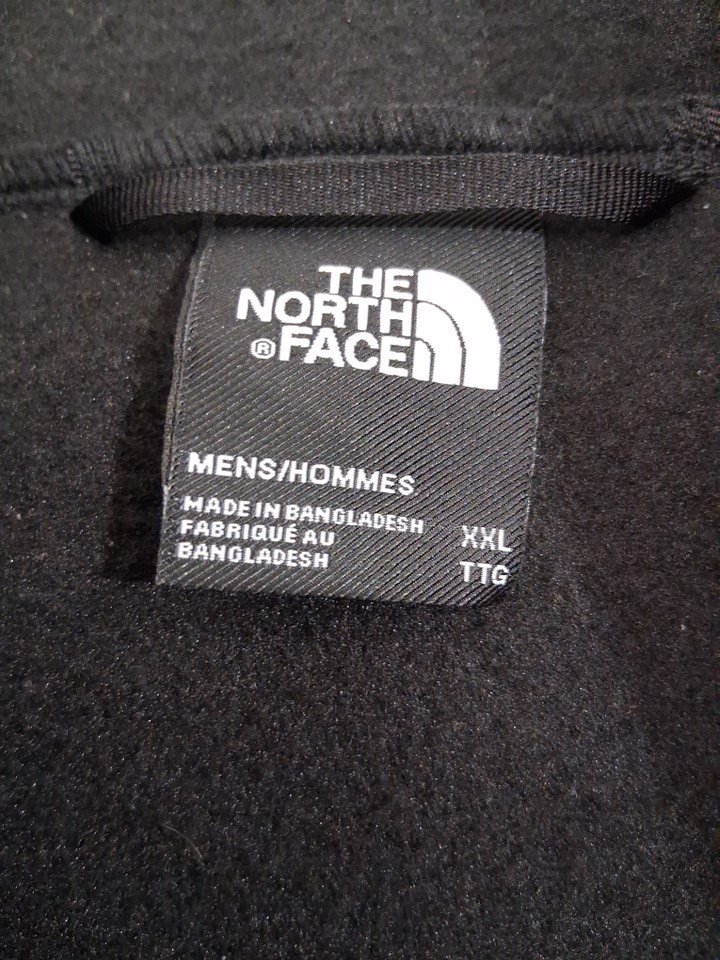 THE
NORTH
® FACE
MENS/HOMMES
MADE IN BANGLADESH
FABRIQUÉ AU
BANGLADESH
XXL
TTG